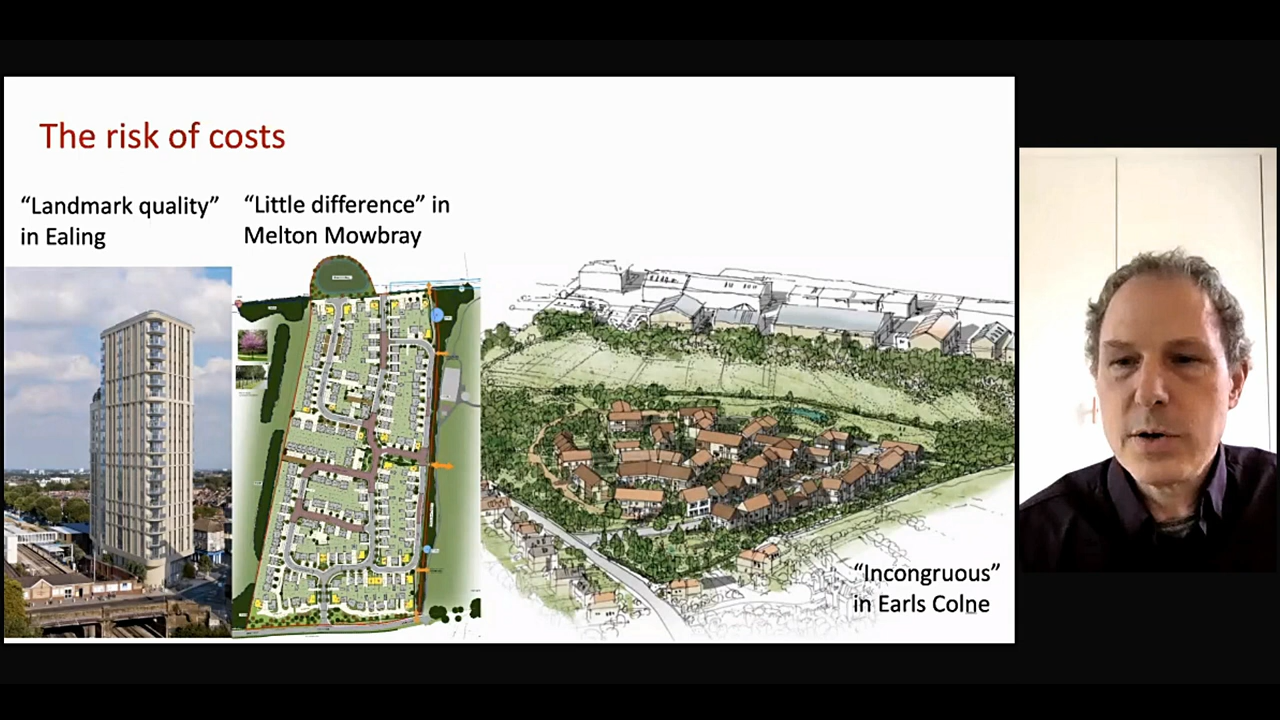 The risk of costs
“Landmark quality”
in Ealing
“Little difference” in
Melton Mowbray
“Incongruous”
in Earls Colne